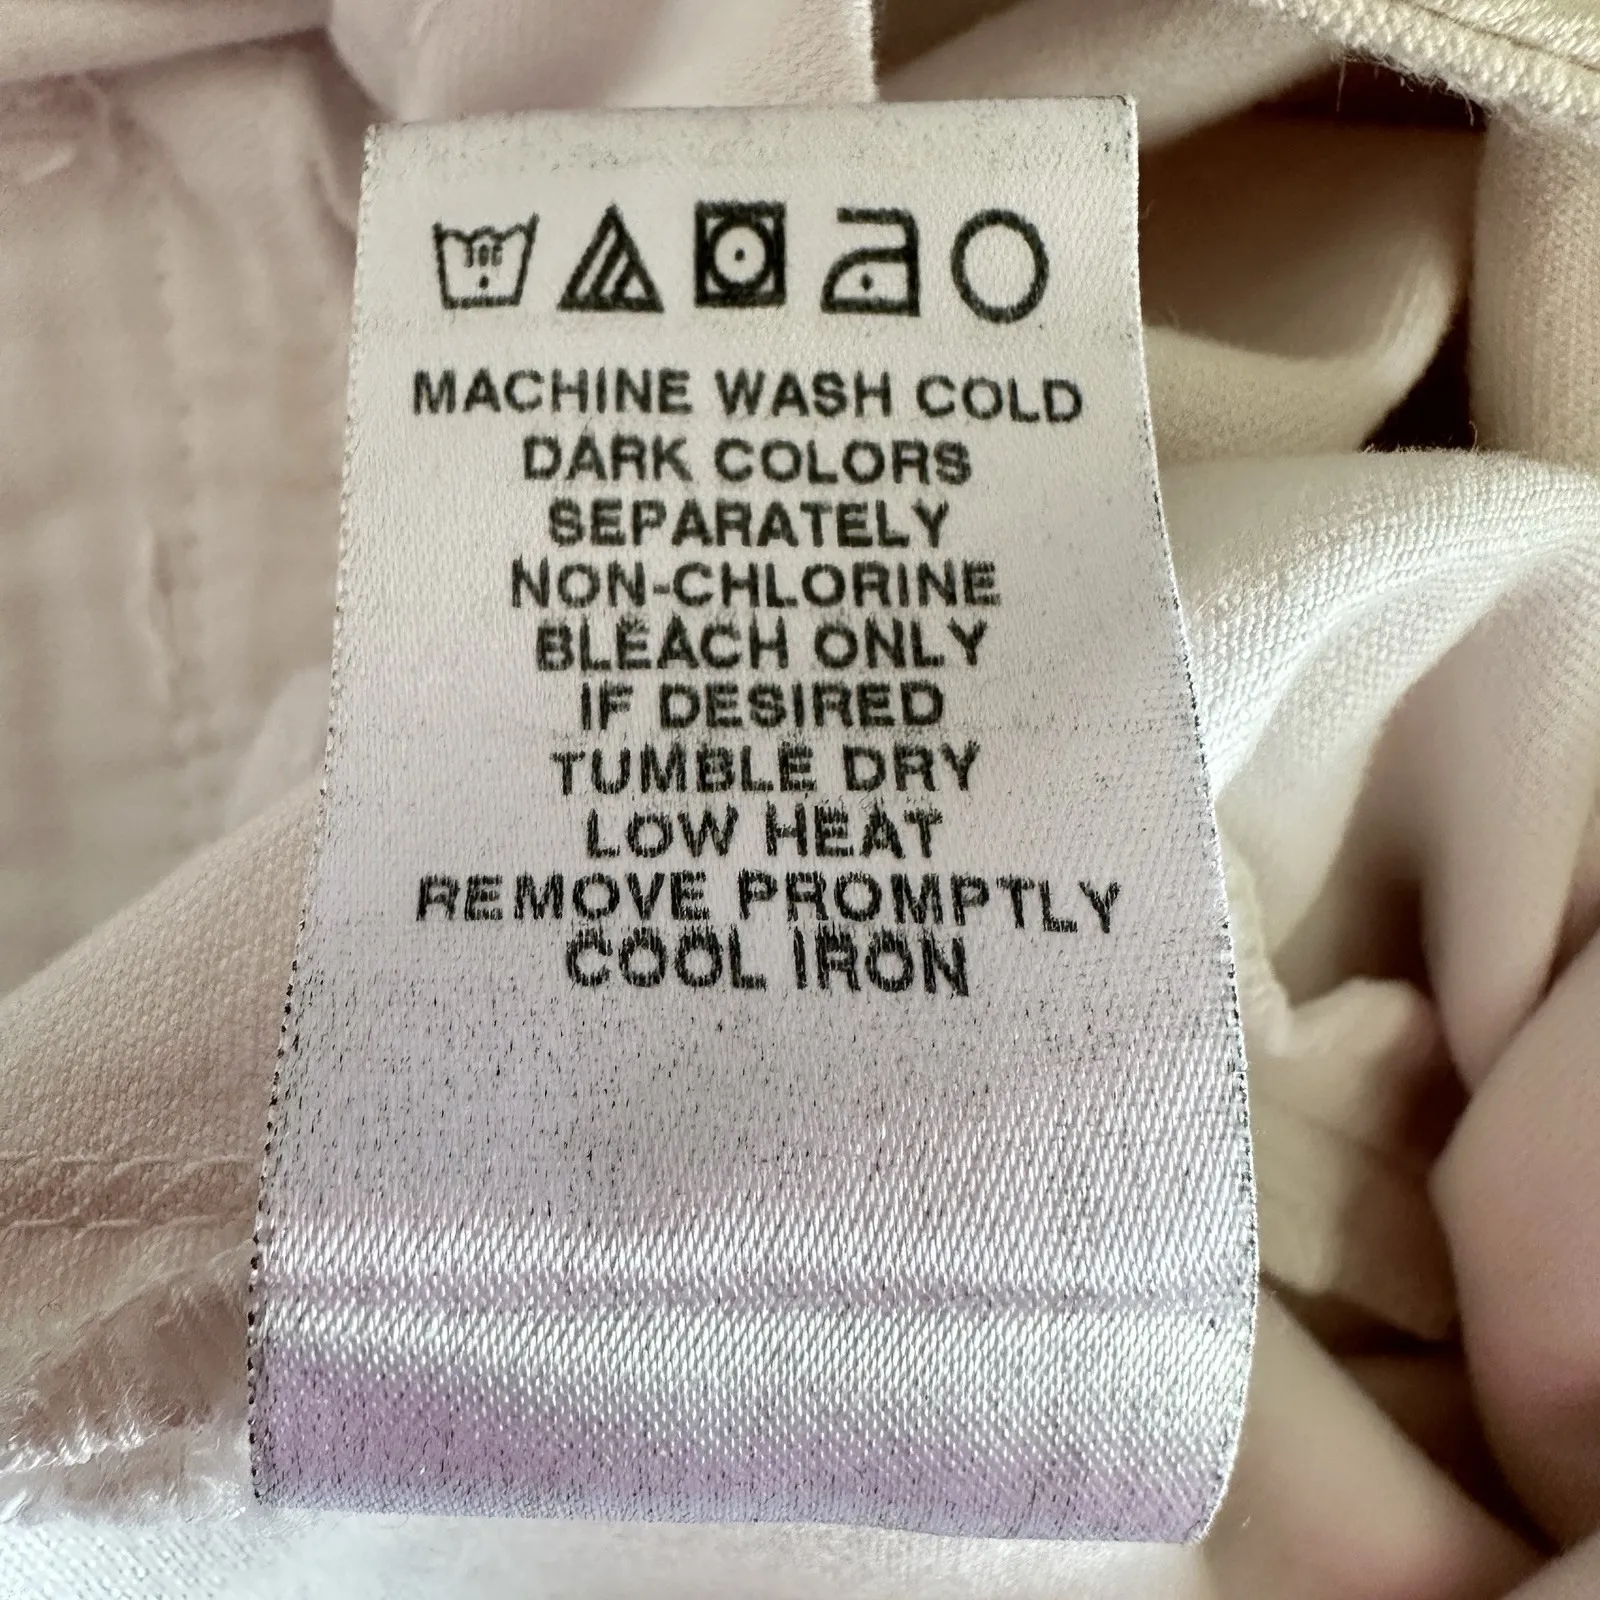 30C
MACHINE WASH COLD
DARK COLORS
SEPARATELY
NON-CHLORINE
BLEACH ONLY
IF DESIRED
TUMBLE DRY
LOW HEAT
REMOVE PROMPTLY
COOL IRON